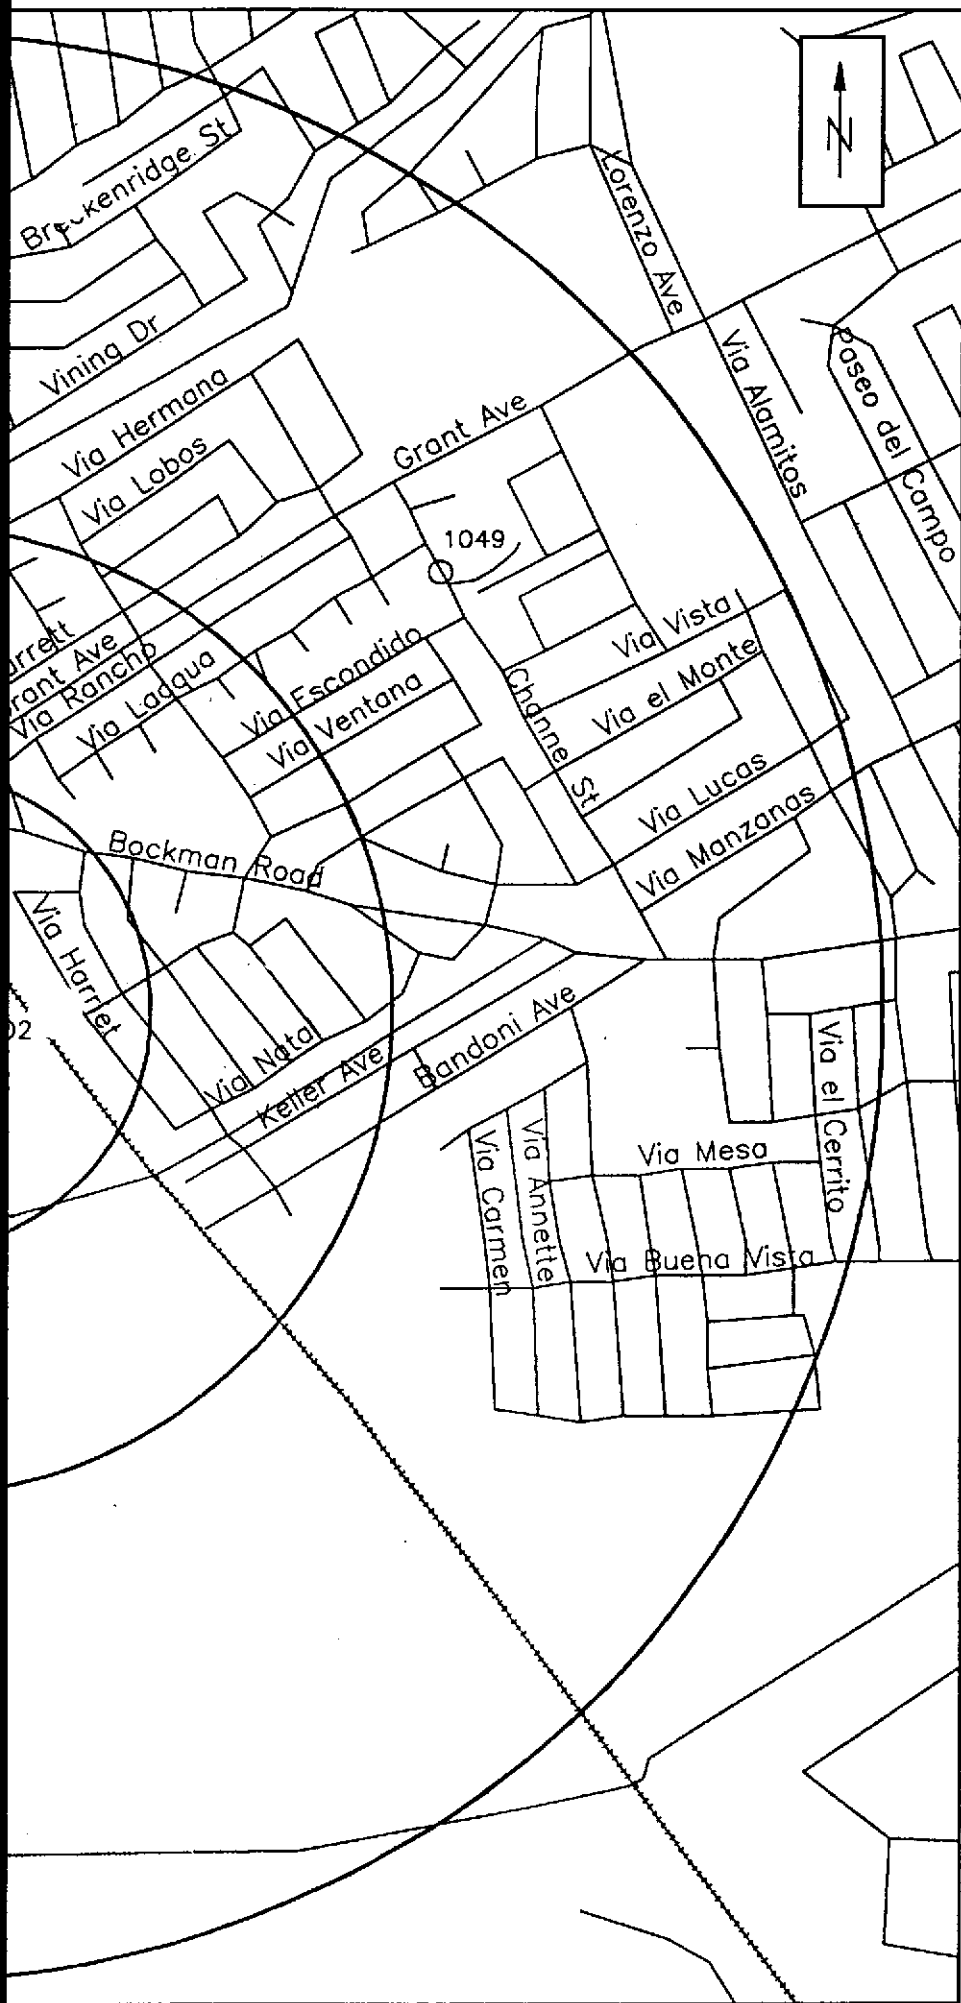 N
Lorenzo Ave
Vining Dr
Via Hermana
Via Lobos
Grant Ave
Via Alamitos
Paseo del Campo
1049
Grant Ave
Via Rancho
Via Laqqua
Via Escondido
Via Ventana
Channe St
Via Vista
Via el Monte
Via Lucas
Via Manzanas
Bockman Road
Via Harriet
Via Nata
Keller Ave
Bandoni Ave
Via el Cerrito
Via Mesa
Via Carmen
Via Annette
Via Buena Vista